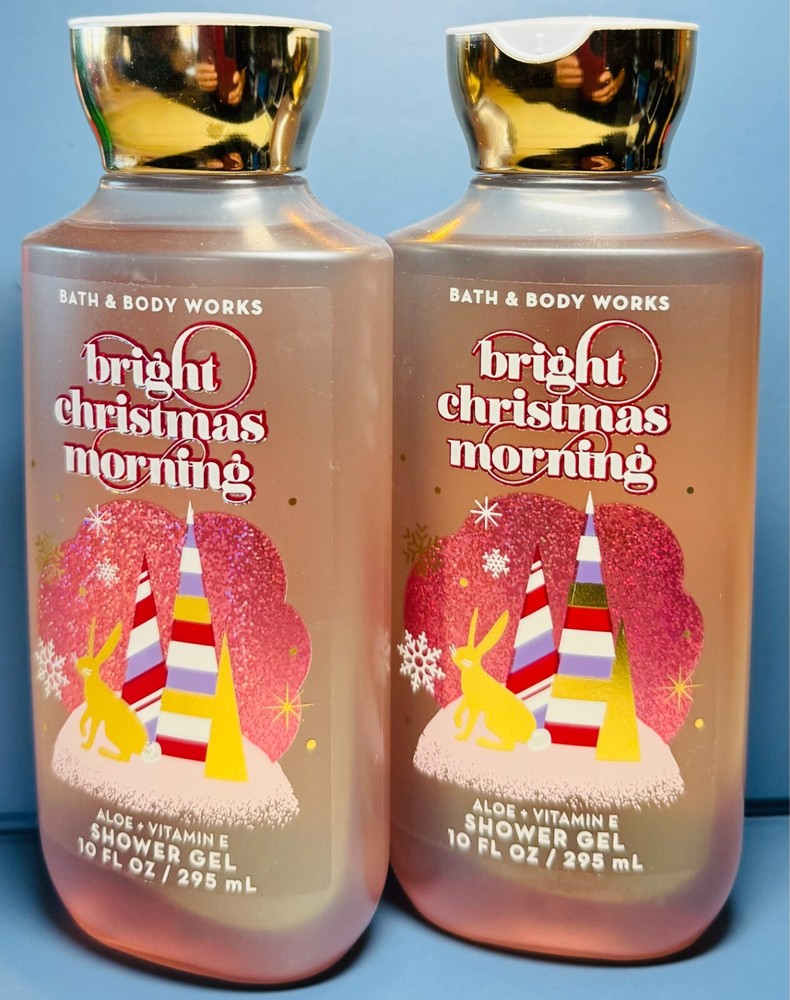 BATH & BODY WORKS
bright
christmas
morning
ALOE + VITAMIN E
SHOWER GEL
10 FL OZ / 295 mL
BATH & BODY WORKS
bright
christmas
morning
ALOE + VITAMIN E
SHOWER GEL
10 FL OZ / 295 mL